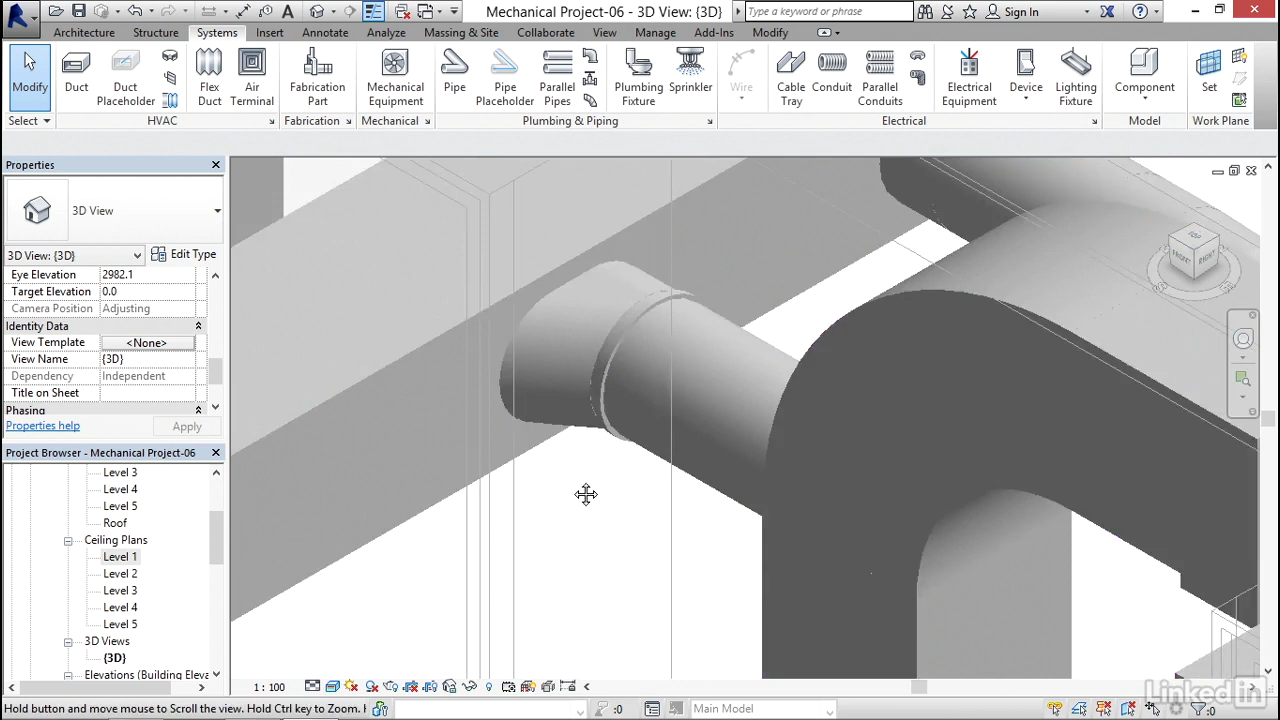 Mechanical Project-06 - 3D View: {3D}
Type a keyword or phrase
Sign In
Architecture Structure Systems Insert Annotate Analyze Massing & Site Collaborate View Manage Add-Ins Modify
Modify
Duct
Duct Placeholder
Flex Duct
Air Terminal
Fabrication Part
Mechanical Equipment
Pipe
Pipe Placeholder
Parallel Pipes
Plumbing Fixture
Sprinkler
Wire
Cable Tray
Conduit
Parallel Conduits
Electrical Equipment
Device
Lighting Fixture
Component
Set
Select HVAC Fabrication Mechanical Plumbing & Piping Electrical Model Work Plane
Properties
3D View
3D View: {3D} Edit Type
Eye Elevation 2982.1
Target Elevation 0.0
Camera Position Adjusting
Identity Data
View Template <None>
View Name {3D}
Dependency Independent
Title on Sheet
Phasing
Properties help Apply
Project Browser - Mechanical Project-06
Level 3
Level 4
Level 5
Roof
Ceiling Plans
Level 1
Level 2
Level 3
Level 4
Level 5
3D Views
{3D}
Elevations (Building Eleva
TOP
FRONT
RIGHT
1 : 100
Hold button and move mouse to Scroll the view. Hold Ctrl key to Zoom.
:0
Main Model
:0
Linked in